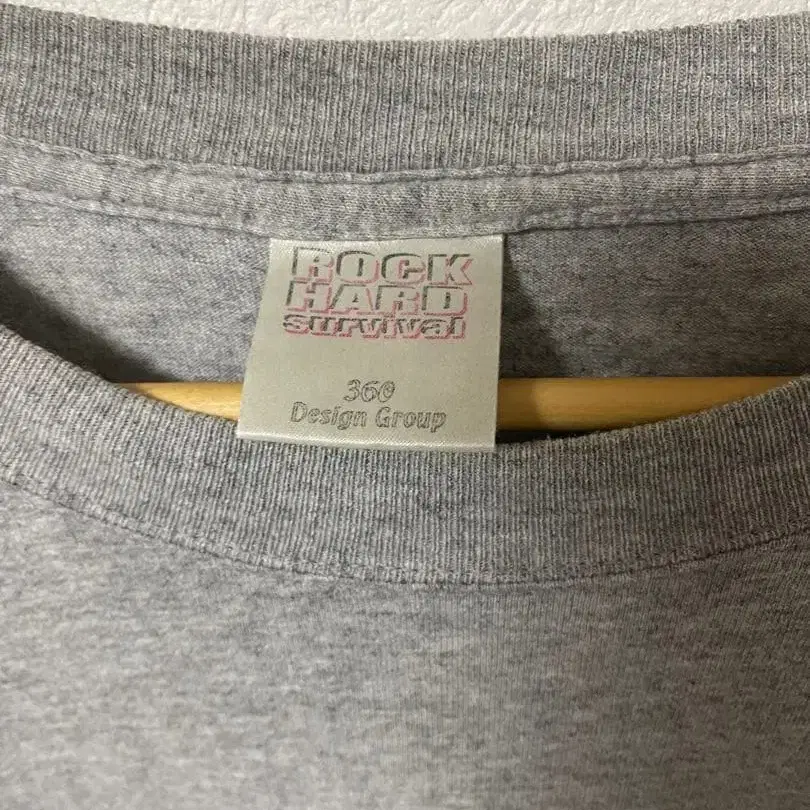 ROCK
HARD
survival
360
Design Group